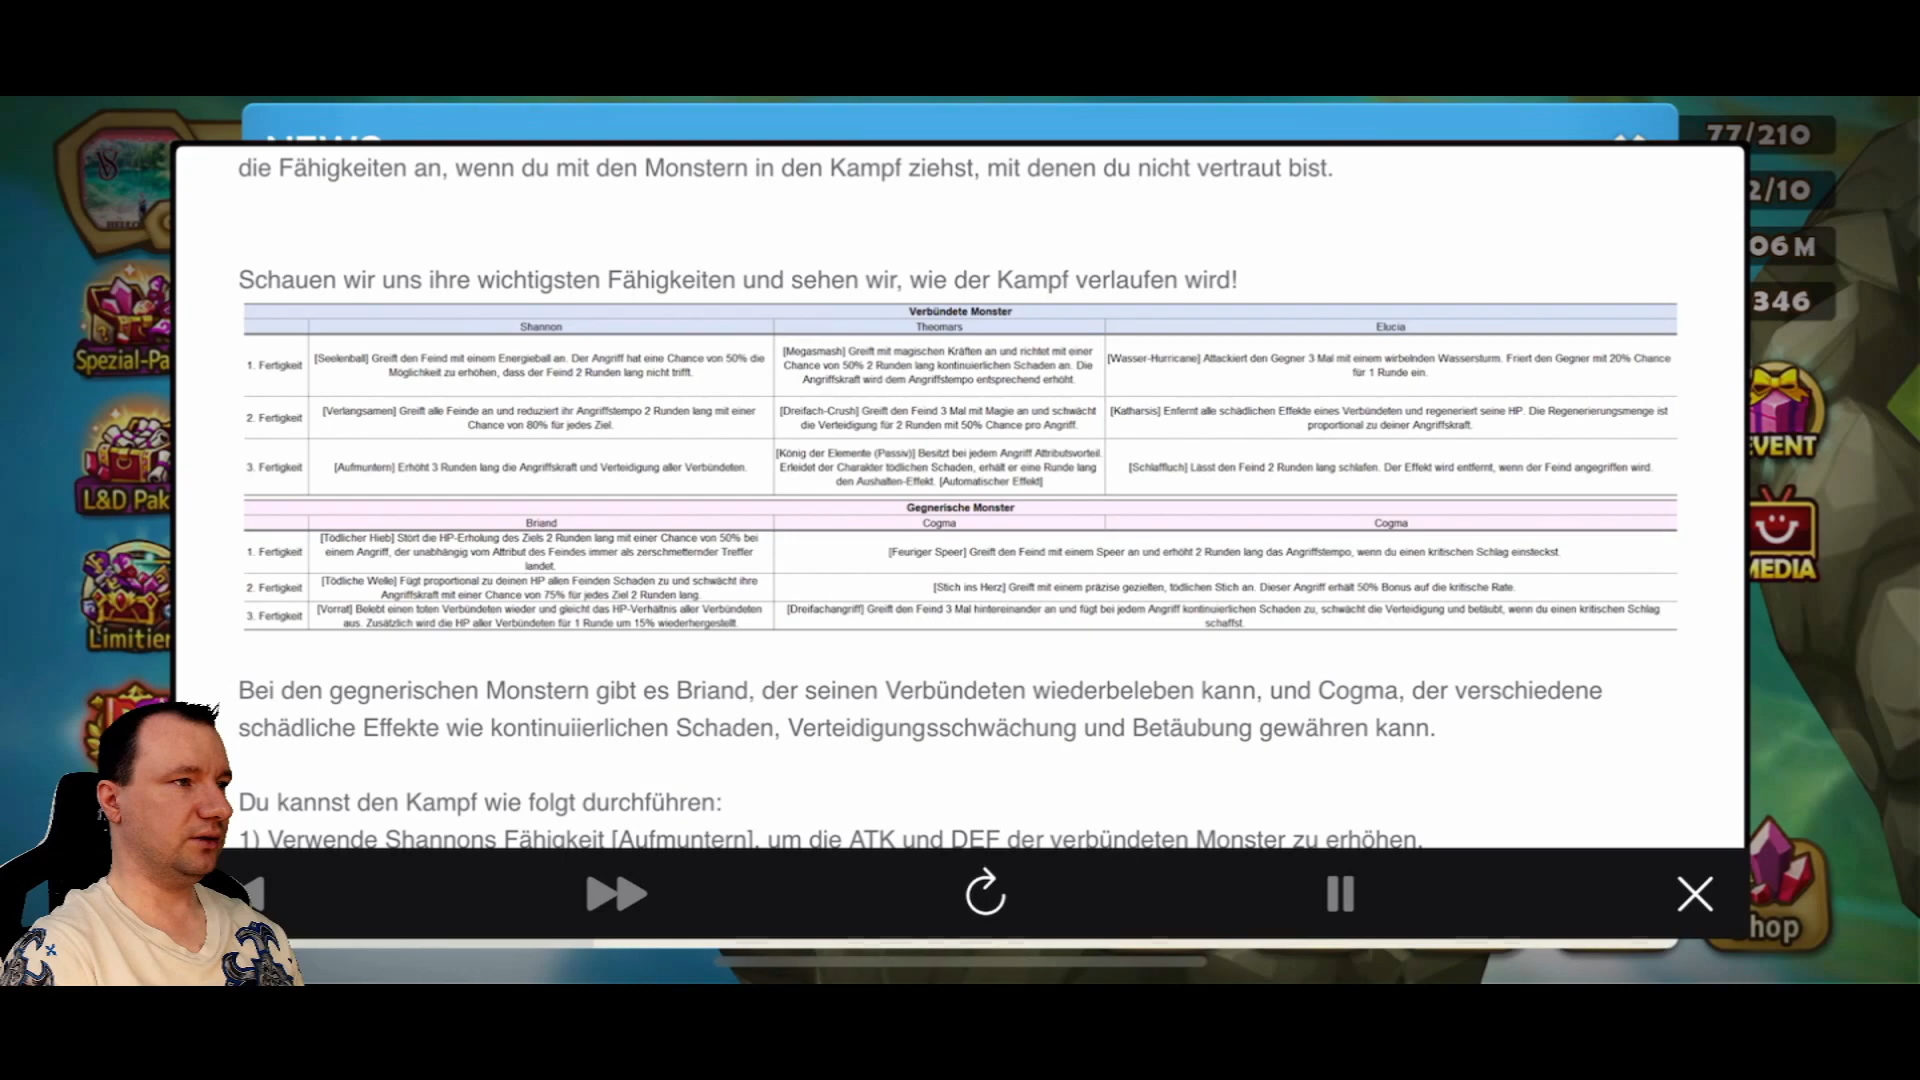 NEWS
77/210
die Fähigkeiten an, wenn du mit den Monstern in den Kampf ziehst, mit denen du nicht vertraut bist.
2/10
06 M
Schauen wir uns ihre wichtigsten Fähigkeiten und sehen wir, wie der Kampf verlaufen wird!
346
Verbündete Monster
Shannon Theomars Elucia
1. Fertigkeit
[Seelenball] Greift den Feind mit einem Energieball an. Der Angriff hat eine Chance von 50% die
Möglichkeit zu erhöhen, dass der Feind 2 Runden lang nicht trifft.
[Megasmash] Greift mit magischen Kräften an und richtet mit einer
Chance von 50% 2 Runden lang kontinuierlichen Schaden an. Die
Angriffskraft wird dem Angriffstempo entsprechend erhöht.
[Wasser-Hurricane] Attackiert den Gegner 3 Mal mit einem wirbelnden Wassersturm. Friert den Gegner mit 20% Chance
für 1 Runde ein.
2. Fertigkeit
[Verlangsamen] Greift alle Feinde an und reduziert ihr Angriffstempo 2 Runden lang mit einer
Chance von 80% für jedes Ziel.
[Dreifach-Crush] Greift den Feind 3 Mal mit Magie an und schwächt
die Verteidigung für 2 Runden mit 50% Chance pro Angriff.
[Katharsis] Enfernt alle schädlichen Effekte eines Verbündeten und regeneriert seine HP. Die Regenerierungsmenge ist
proportional zu deiner Angriffskraft.
3. Fertigkeit
[Aufmuntern] Erhöht 3 Runden lang die Angriffskraft und Verteidigung aller Verbündeten.
[König der Elemente (Passiv)] Besitzt bei jedem Angriff Attributsvorteil.
Erleidet der Charakter tödlichen Schaden, erhält er eine Runde lang
den Aushalten-Effekt. [Automatischer Effekt]
[Schlaffluch] Lässt den Feind 2 Runden lang schlafen. Der Effekt wird entfernt, wenn der Feind angegriffen wird.
Gegnerische Monster
Briand Cogma Cogma
1. Fertigkeit
[Tödlicher Hieb] Stört die HP-Erholung des Ziels 2 Runden lang mit einer Chance von 50% bei
einem Angriff, der unabhängig vom Attribut des Feindes immer als zerschmetternder Treffer
landet.
[Feuriger Speer] Greift den Feind mit einem Speer an und erhöht 2 Runden lang das Angriffstempo, wenn du einen kritischen Schlag einsteckst.
2. Fertigkeit
[Tödliche Welle] Fügt proportional zu deinen HP allen Feinden Schaden zu und schwächt ihre
Angriffskraft mit einer Chance von 75% für jedes Ziel 2 Runden lang.
[Stich ins Herz] Greift mit einem präzise gezielten, tödlichen Stich an. Dieser Angriff erhält 50% Bonus auf die kritische Rate.
3. Fertigkeit
[Vorrat] Belebt einen toten Verbündeten wieder und gleicht das HP-Verhältnis aller Verbündeten
aus. Zusätzlich wird die HP aller Verbündeten für 1 Runde um 15% wiederhergestellt.
[Dreifachangriff] Greift den Feind 3 Mal hintereinander an und fügt bei jedem Angriff kontinuierlichen Schaden zu, schwächt die Verteidigung und betäubt, wenn du einen kritischen Schlag
schaffst.
Bei den gegnerischen Monstern gibt es Briand, der seinen Verbündeten wiederbeleben kann, und Cogma, der verschiedene
schädliche Effekte wie kontinuiierlichen Schaden, Verteidigungsschwächung und Betäubung gewähren kann.
Du kannst den Kampf wie folgt durchführen:
1) Verwende Shannons Fähigkeit [Aufmuntern], um die ATK und DEF der verbündeten Monster zu erhöhen.
Spezial-Pa
L&D Pak
Limitier
EVENT
MEDIA
hop